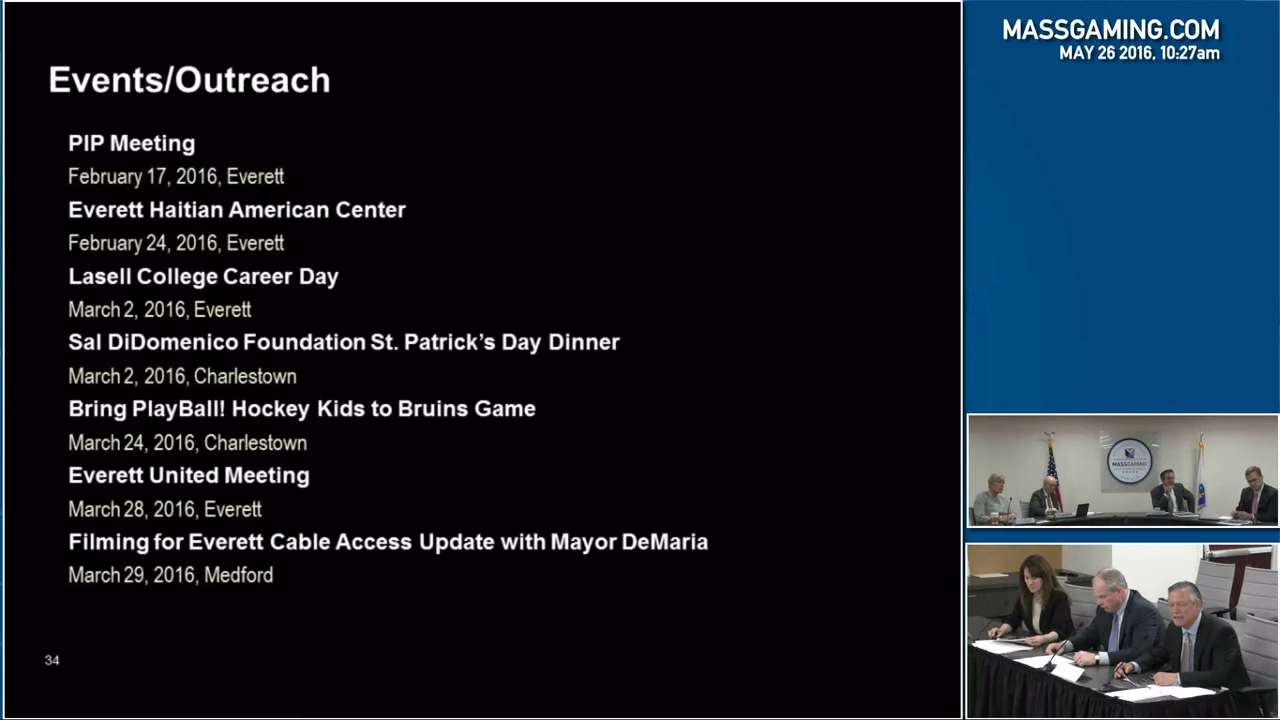 MASSGAMING.COM
MAY 26 2016, 10:27am
Events/Outreach
PIP Meeting
February 17, 2016, Everett
Everett Haitian American Center
February 24, 2016, Everett
Lasell College Career Day
March 2, 2016, Everett
Sal DiDomenico Foundation St. Patrick's Day Dinner
March 2, 2016, Charlestown
Bring PlayBall! Hockey Kids to Bruins Game
March 24, 2016, Charlestown
Everett United Meeting
March 28, 2016, Everett
Filming for Everett Cable Access Update with Mayor DeMaria
March 29, 2016, Medford
34
MASSGAMING